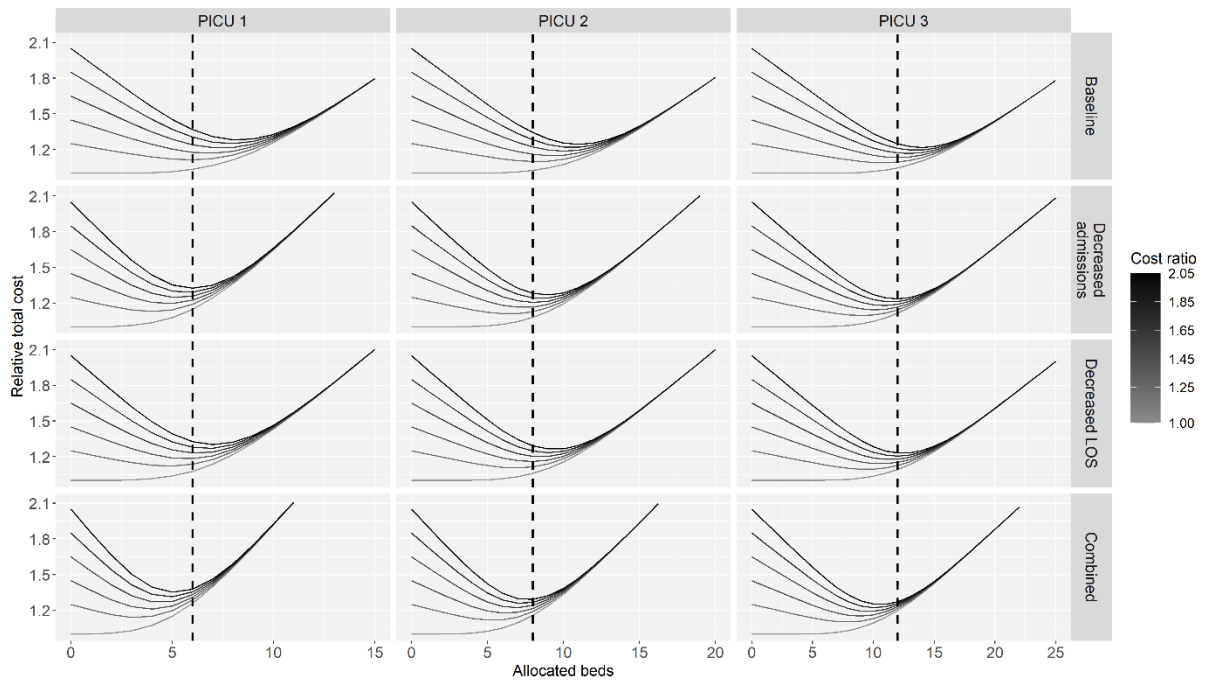 PICU 1
PICU 2
PICU 3
2.1
1.8
1.5
1.2
Baseline
2.1
1.8
1.5
1.2
Decreased
admissions
2.1
1.8
1.5
1.2
Decreased LOS
2.1
1.8
1.5
1.2
Combined
Relative total cost
0 5 10 15
0 5 10 15 20
0 5 10 15 20 25
Allocated beds
Cost ratio
2.05
1.85
1.65
1.45
1.25
1.00